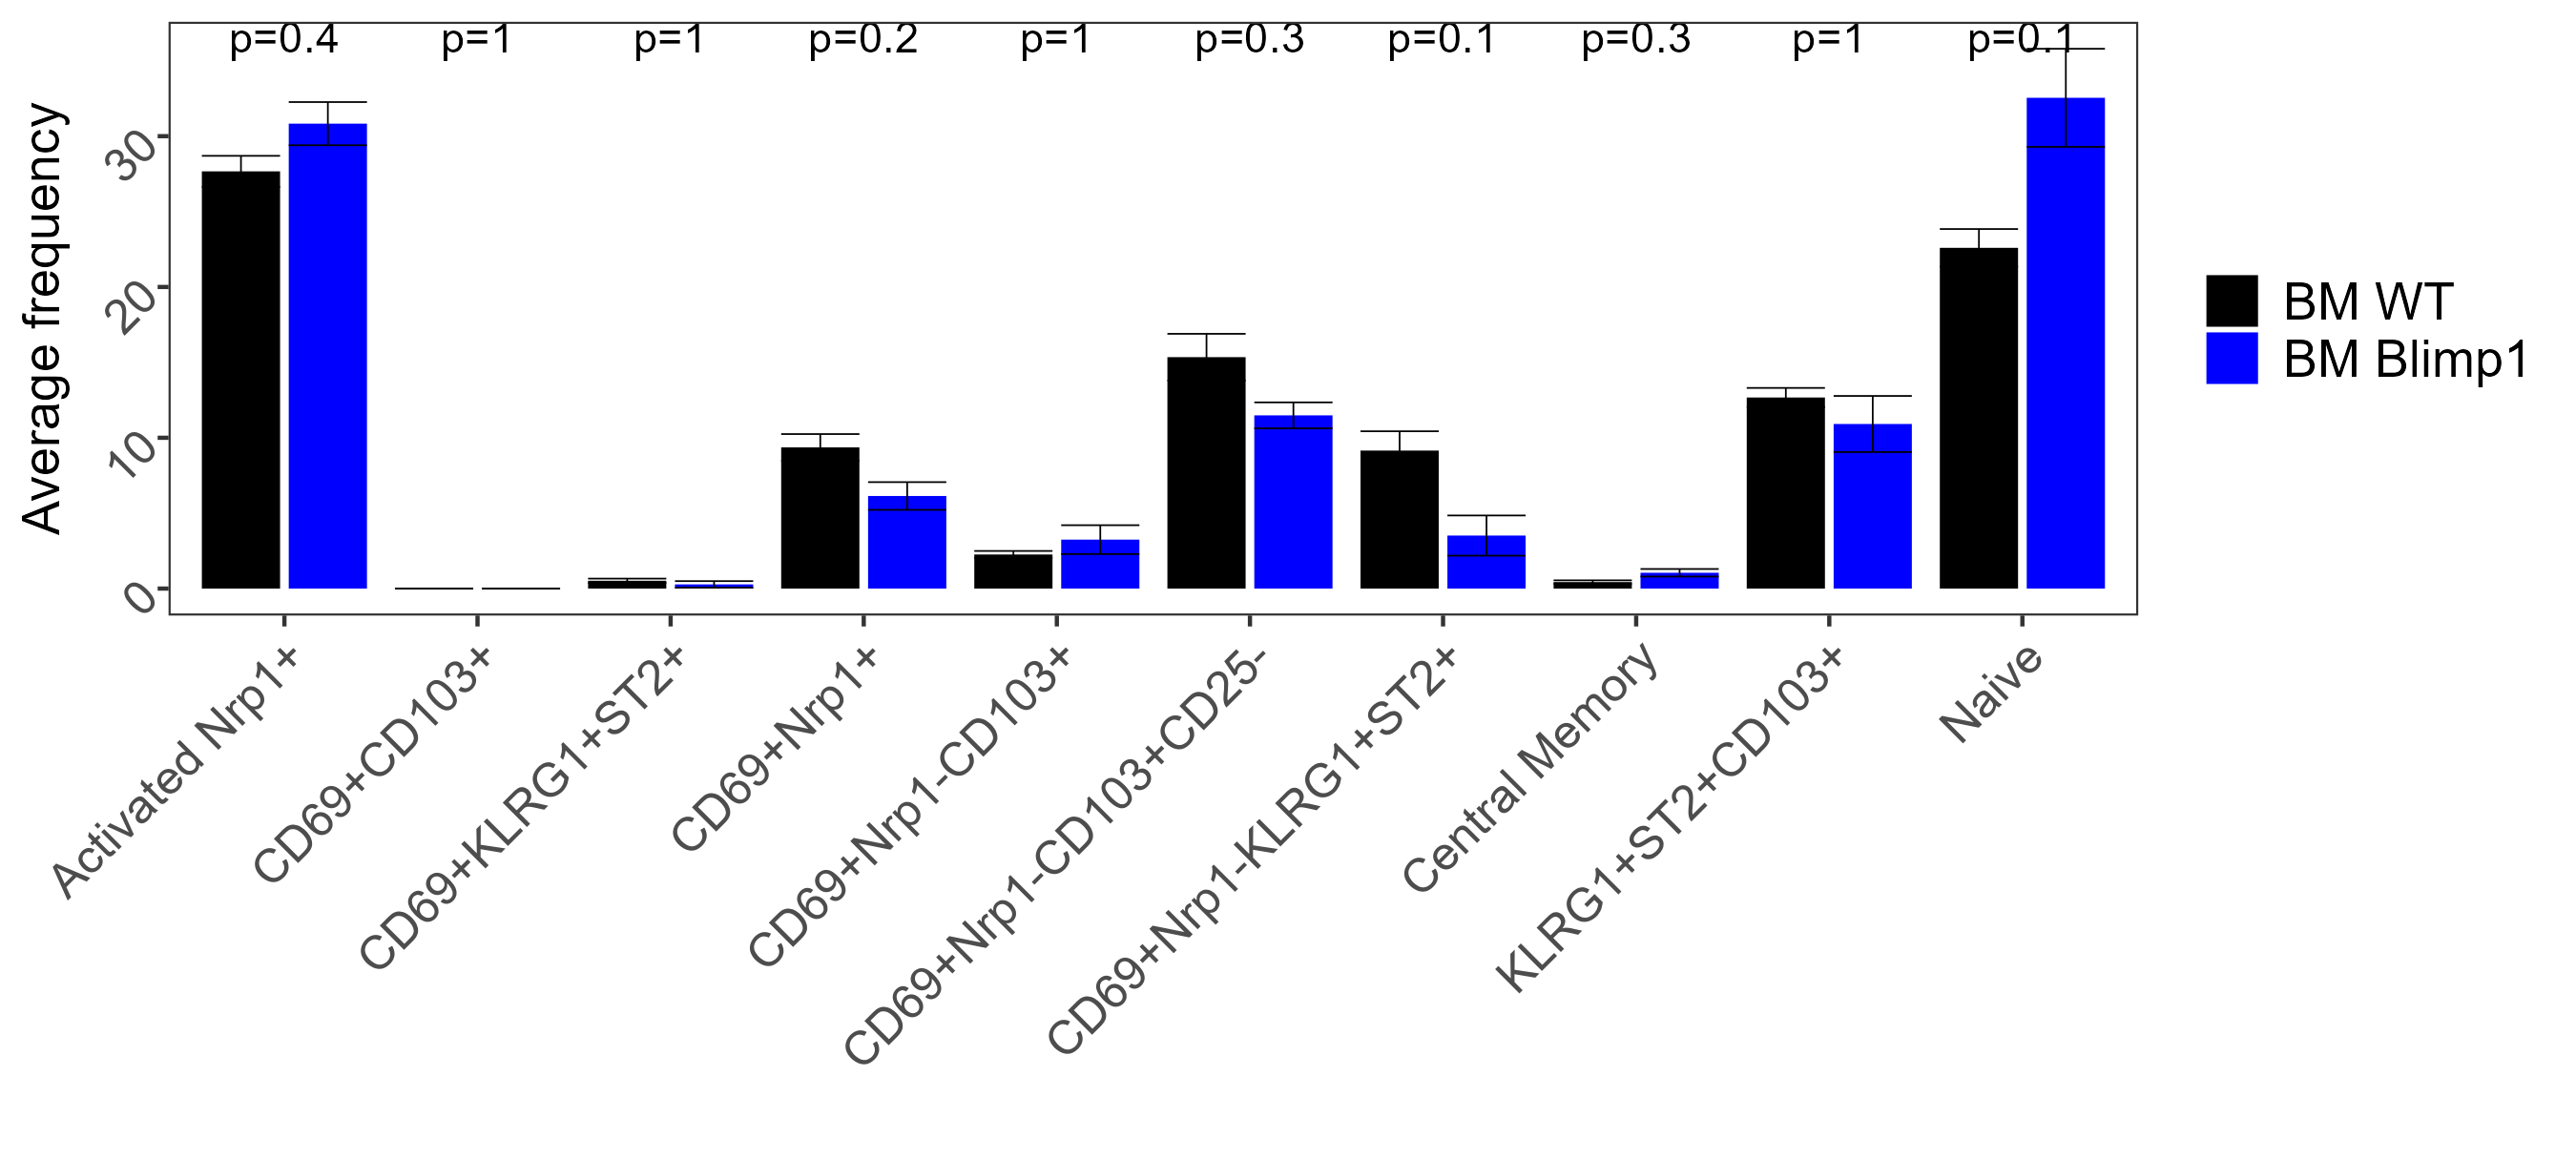 p=0.4 p=1 p=1 p=0.2 p=1 p=0.3 p=0.1 p=0.3 p=1 p=0.1
Average frequency
30
20
10
0
BM WT
BM Blimp1
Activated Nrp1+
CD69+CD103+
CD69+KLRG1+ST2+
CD69+Nrp1+
CD69+Nrp1-CD103+
CD69+Nrp1-CD103+CD25-
CD69+Nrp1-KLRG1+ST2+
Central Memory
KLRG1+ST2+CD103+
Naive